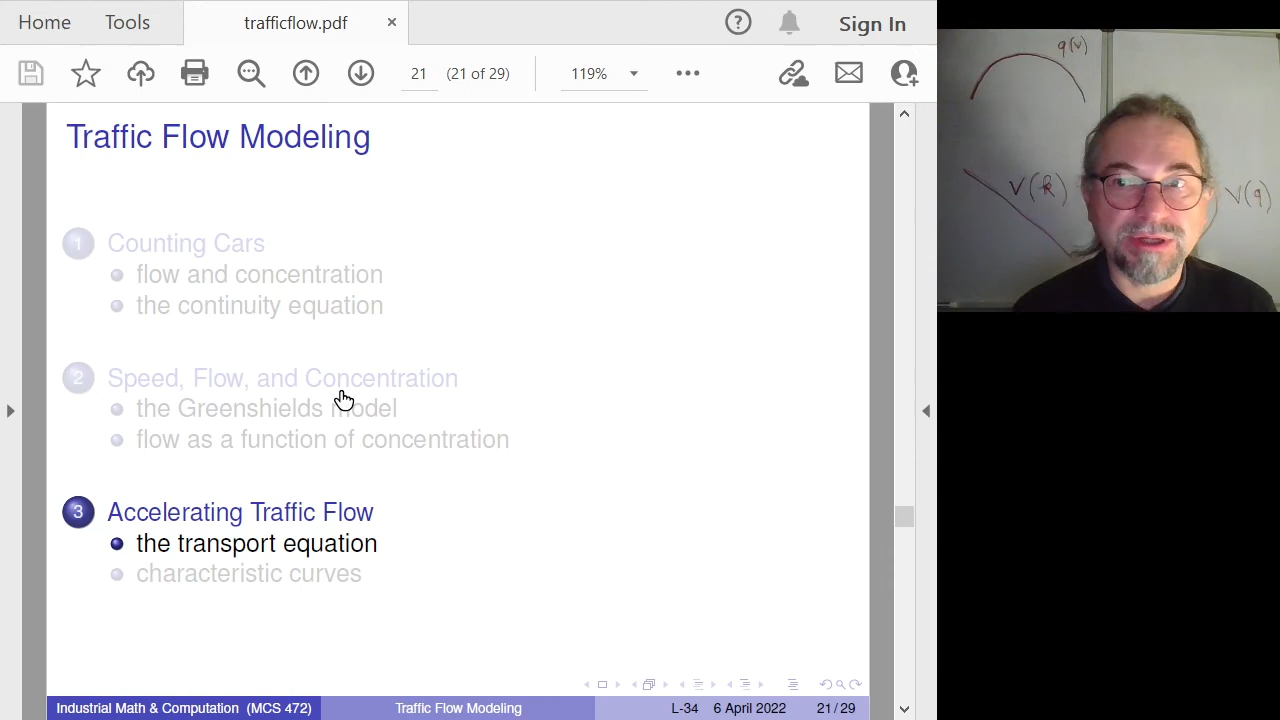 Home Tools trafficflow.pdf × Sign In
21 (21 of 29) 119%
Traffic Flow Modeling
1 Counting Cars
flow and concentration
the continuity equation
2 Speed, Flow, and Concentration
the Greenshields model
flow as a function of concentration
3 Accelerating Traffic Flow
the transport equation
characteristic curves
Industrial Math & Computation (MCS 472) Traffic Flow Modeling L-34 6 April 2022 21/29
q(v)
V(k)
V(q)